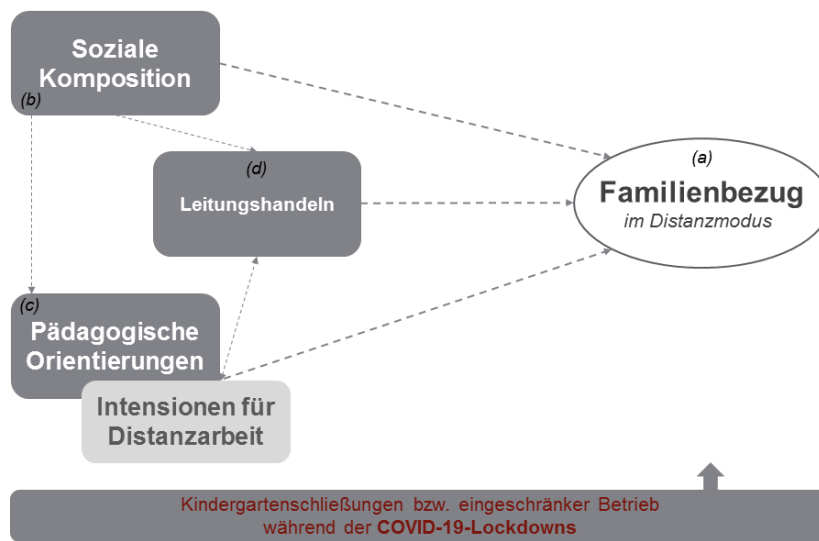 Soziale
Komposition
(b)
(d)
Leitungshandeln
(a)
Familienbezug
im Distanzmodus
(c)
Pädagogische
Orientierungen
Intensionen für
Distanzarbeit
Kindergartenschließungen bzw. eingeschränker Betrieb
während der COVID-19-Lockdowns